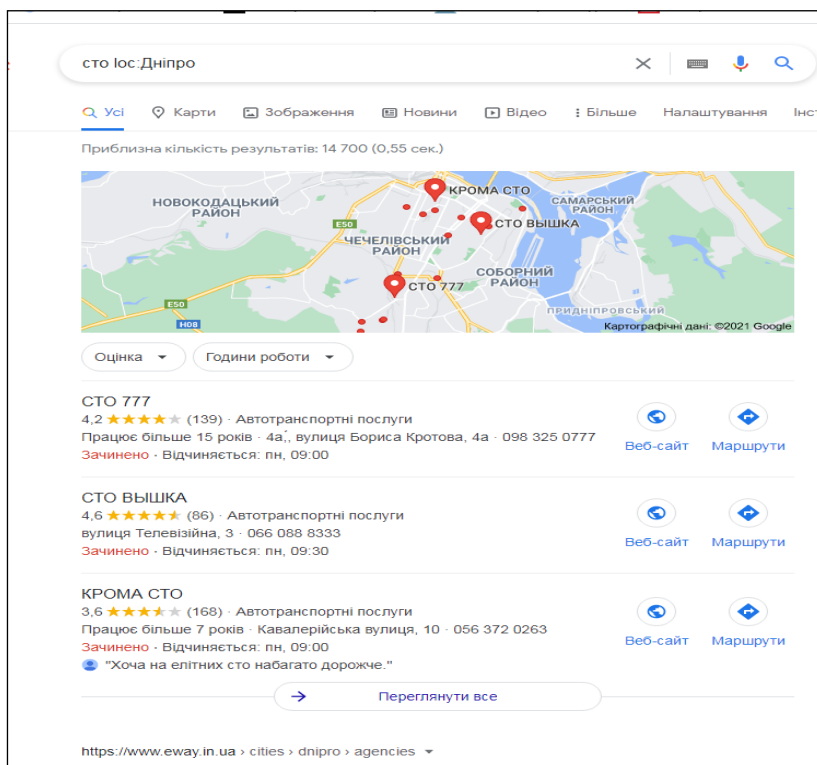 сто loc:Дніпро
Усі Карти Зображення Новини Відео Більше Налаштування Інс
Приблизна кількість результатів: 14 700 (0,55 сек.)
КРОМА СТО
НОВОКОДАЦЬКИЙ
РАЙОН
САМАРСЬКИЙ
РАЙОН
E50
СТО ВЫШКА
ЧЕЧЕЛІВСЬКИЙ
РАЙОН
СОБОРНИЙ
РАЙОН
СТО 777
E50
ПРИДНІПРОВСЬКИЙ
H08
Картографічні дані: ©2021 Google
Оцінка Години роботи
СТО 777
4,2 (139) · Автотранспортні послуги
Працює більше 15 років · 4а;, вулиця Бориса Кротова, 4а · 098 325 0777
Веб-сайт Маршрути
Зачинено · Відчиняється: пн, 09:00
СТО ВЫШКА
4,6 (86) · Автотранспортні послуги
вулиця Телевізійна, 3 · 066 088 8333
Веб-сайт Маршрути
Зачинено · Відчиняється: пн, 09:30
КРОМА СТО
3,6 (168) · Автотранспортні послуги
Працює більше 7 років · Кавалерійська вулиця, 10 · 056 372 0263
Веб-сайт Маршрути
Зачинено · Відчиняється: пн, 09:00
"Хоча на елітних сто набагато дорожче."
Переглянути все
https://www.eway.in.ua › cities › dnipro › agencies